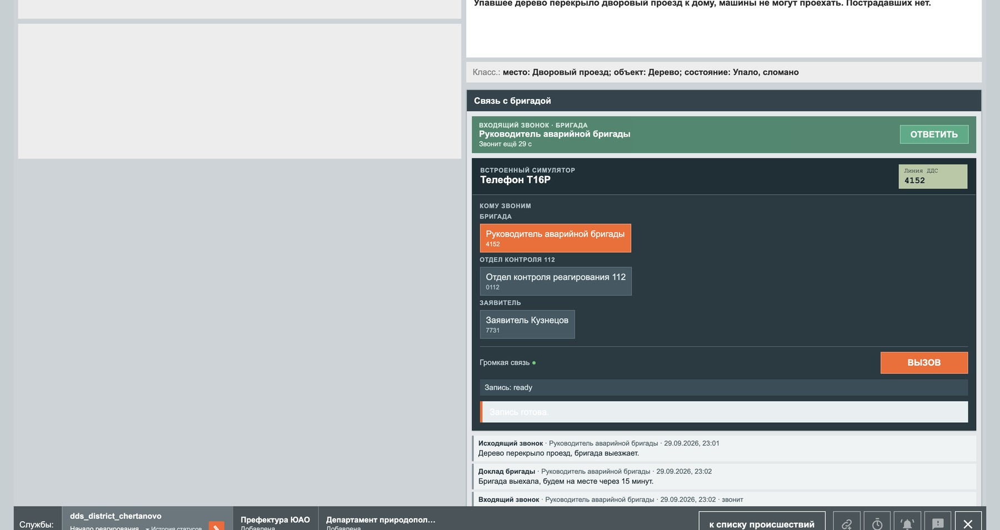 Упавшее дерево перекрыло дворовый проезд к дому, машины не могут проехать. Пострадавших нет.
Класс.: место: Дворовый проезд; объект: Дерево; состояние: Упало, сломано
Связь с бригадой
ВХОДЯЩИЙ ЗВОНОК · БРИГАДА
Руководитель аварийной бригады
Звонит ещё 29 с
ОТВЕТИТЬ
ВСТРОЕННЫЙ СИМУЛЯТОР
Телефон T16P
Линия ДДС
4152
КОМУ ЗВОНИМ
БРИГАДА
Руководитель аварийной бригады
4152
ОТДЕЛ КОНТРОЛЯ 112
Отдел контроля реагирования 112
0112
ЗАЯВИТЕЛЬ
Заявитель Кузнецов
7731
Громкая связь
ВЫЗОВ
Запись: ready
Запись готова.
Исходящий звонок · Руководитель аварийной бригады · 29.09.2026, 23:01
Дерево перекрыло проезд, бригада выезжает.
Доклад бригады · Руководитель аварийной бригады · 29.09.2026, 23:02
Бригада выехала, будем на месте через 15 минут.
Входящий звонок · Руководитель аварийной бригады · 29.09.2026, 23:02 · звонит
Службы:
dds_district_chertanovo
Начало реагирования
История статусов
Префектура ЮАО
Добавлена
Департамент природопол...
Добавлена
к списку происшествий